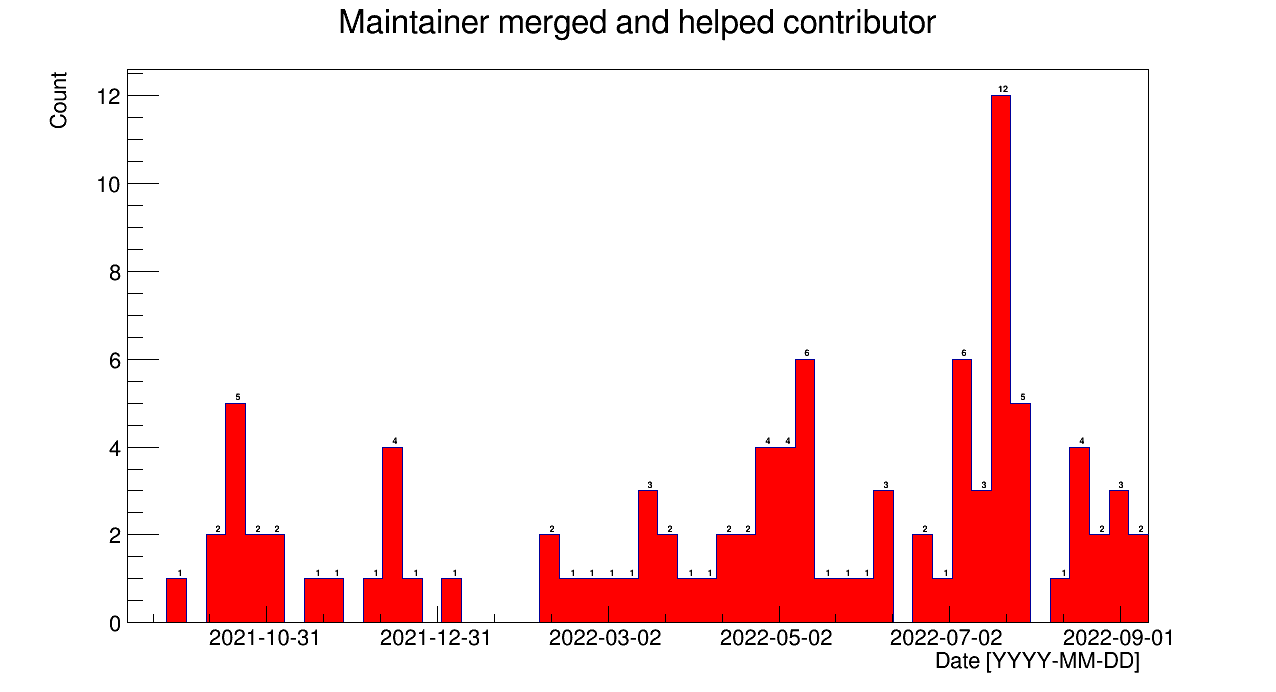 Maintainer merged and helped contributor
Count
12
10
8
6
4
2
0
1 2 5 2 2 1 1 1 4 1 1 2 1 1 1 1 3 2 1 1 2 2 4 4 6 1 1 1 3 2 1 6 3 12 5 1 4 2 3 2
2021-10-31 2021-12-31 2022-03-02 2022-05-02 2022-07-02 2022-09-01
Date [YYYY-MM-DD]